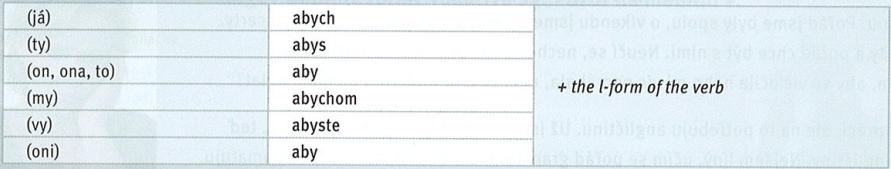 (já) abych
(ty) abys
(on, ona, to) aby
(my) abychom + the l-form of the verb
(vy) abyste
(oni) aby